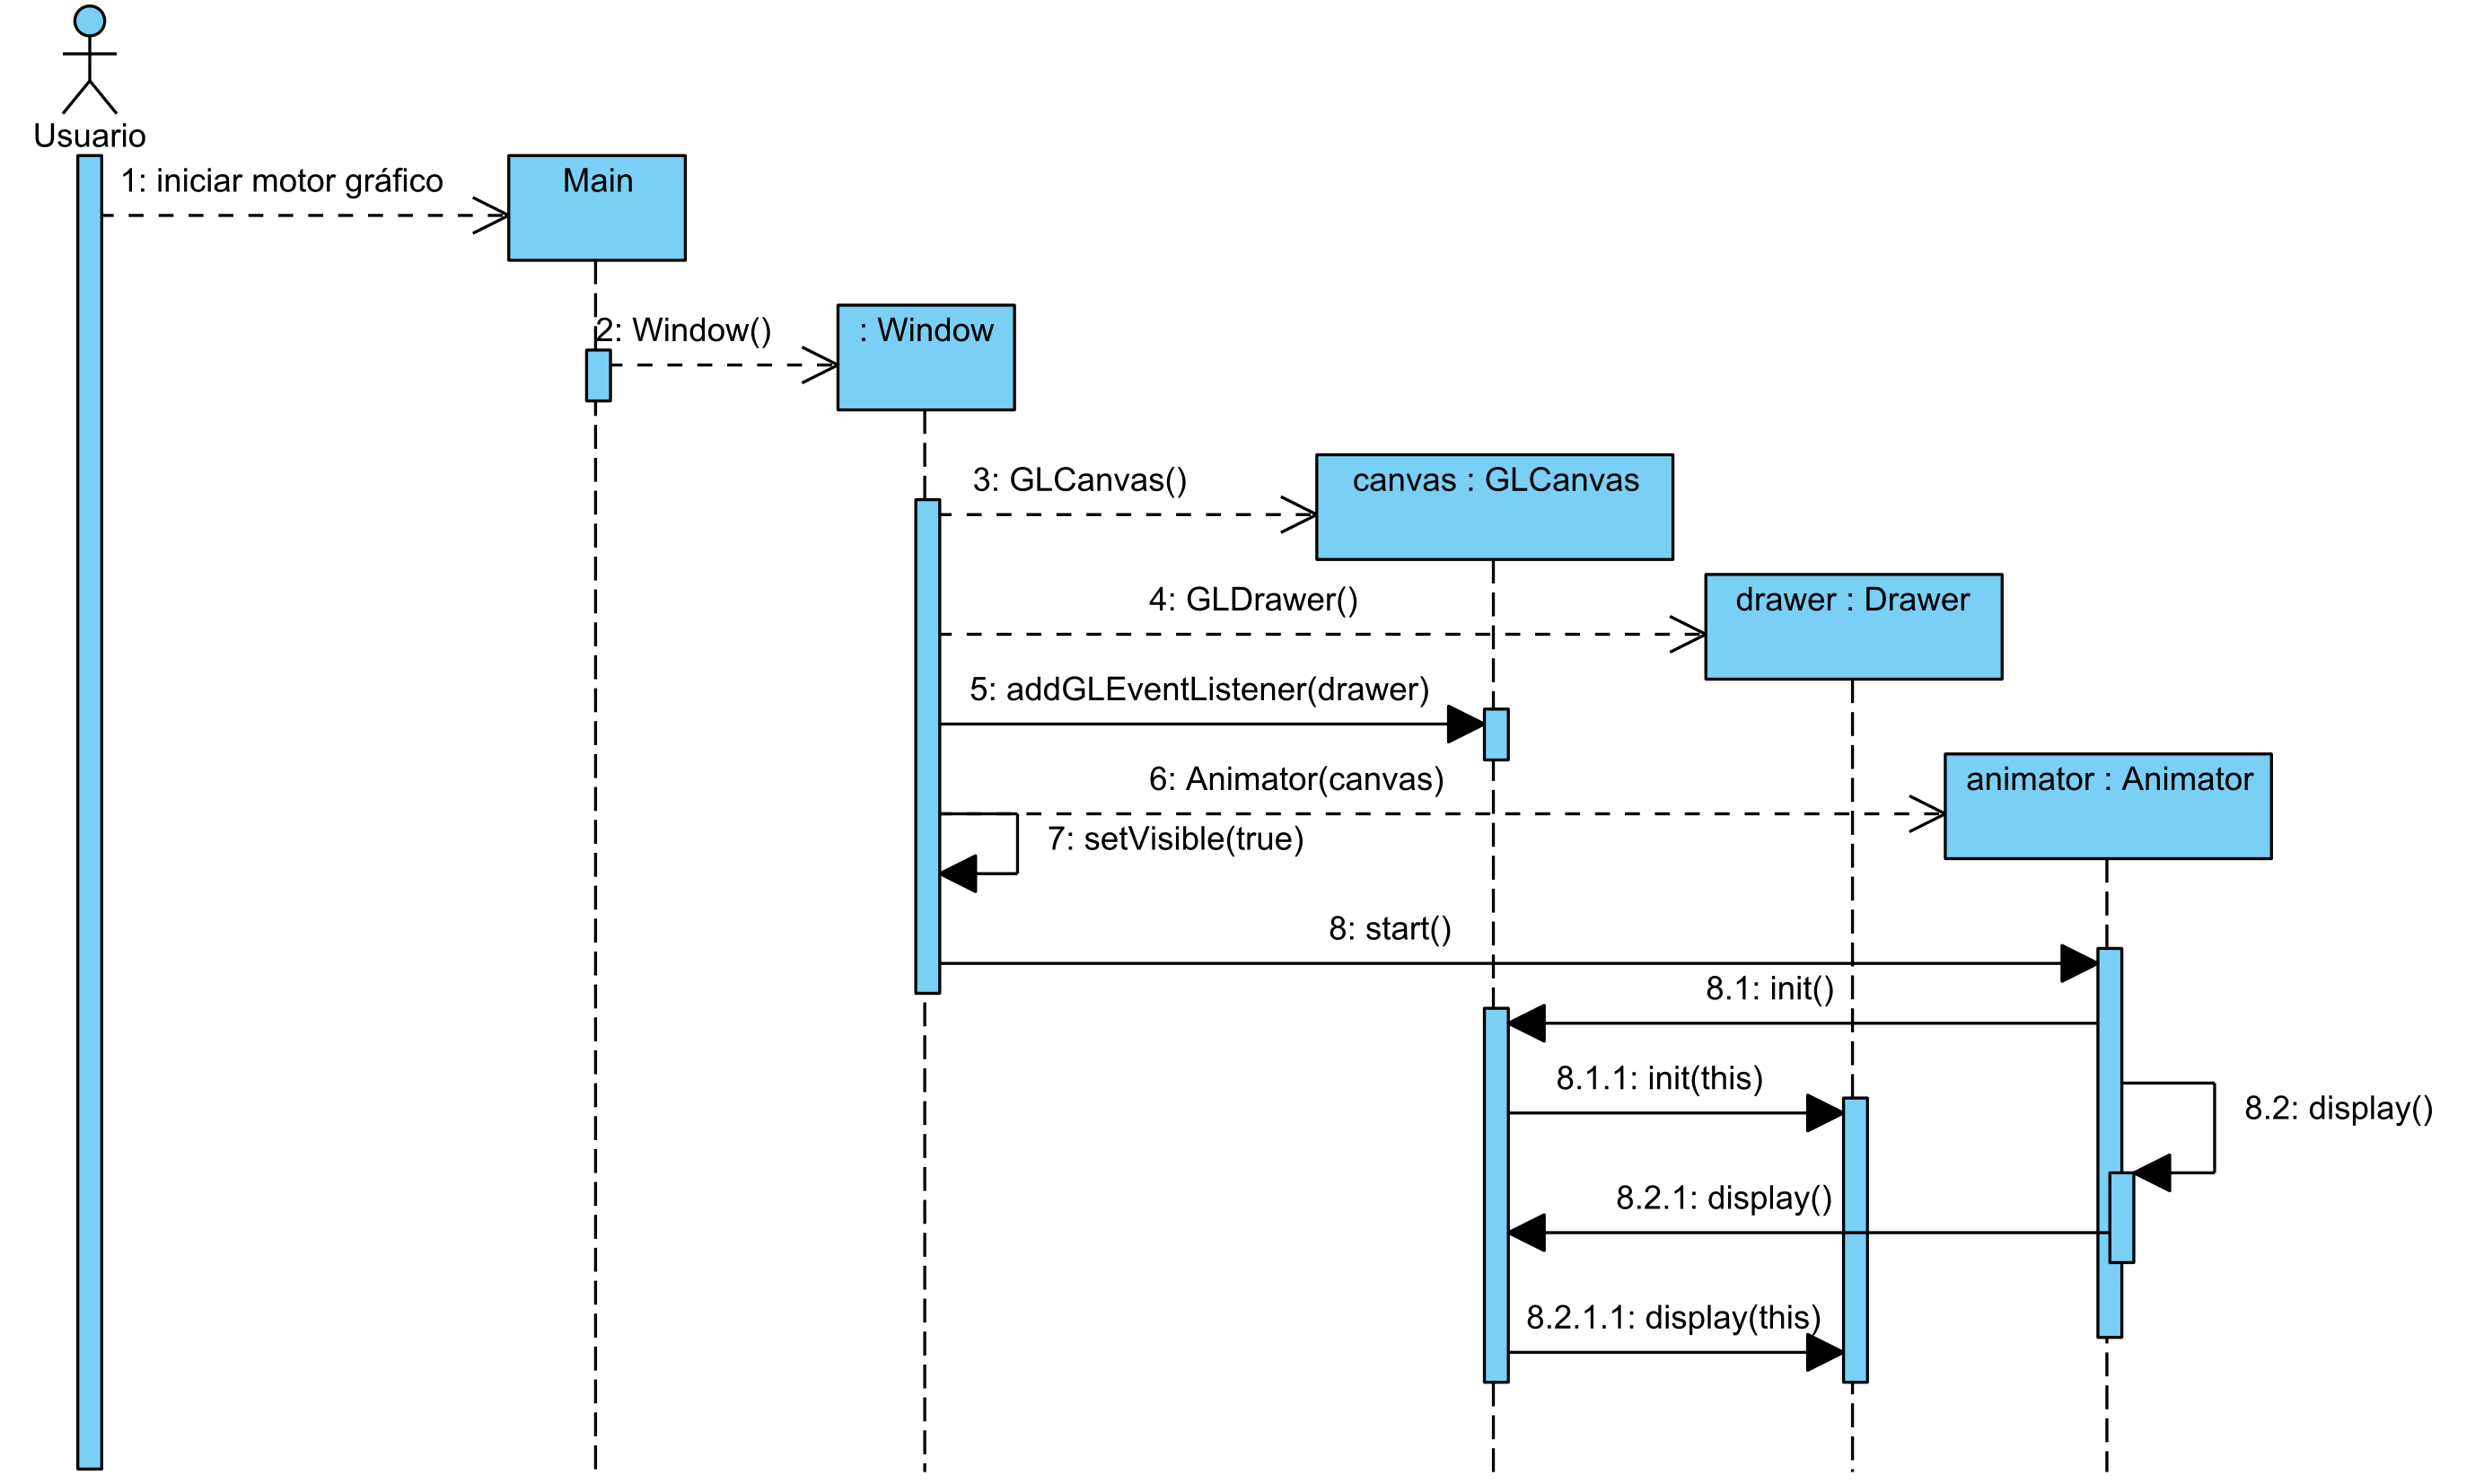 Usuario
1: iniciar motor gráfico
Main
2: Window()
: Window
3: GLCanvas()
canvas : GLCanvas
4: GLDrawer()
drawer : Drawer
5: addGLEventListener(drawer)
6: Animator(canvas)
animator : Animator
7: setVisible(true)
8: start()
8.1: init()
8.1.1: init(this)
8.2: display()
8.2.1: display()
8.2.1.1: display(this)